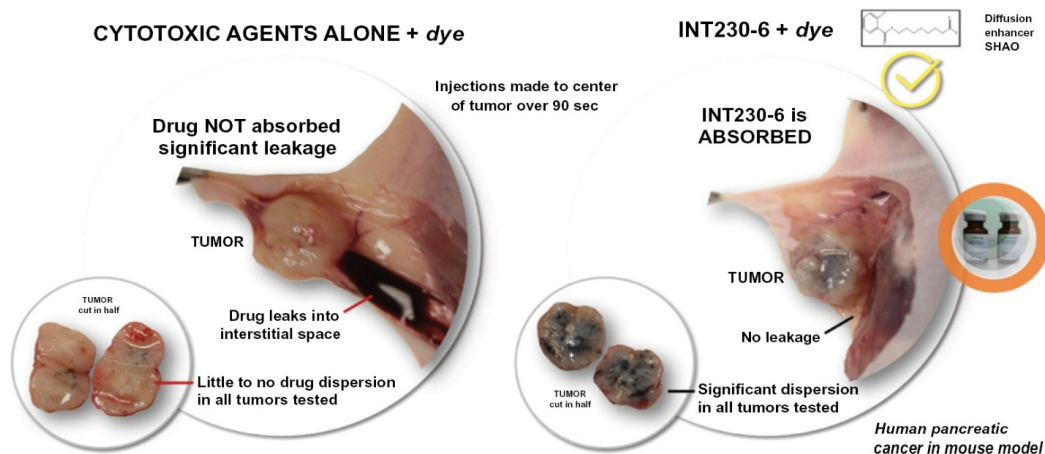 CYTOTOXIC AGENTS ALONE + dye
Injections made to center
of tumor over 90 sec
Drug NOT absorbed
significant leakage
TUMOR
Drug leaks into
interstitial space
TUMOR
cut in half
Little to no drug dispersion
in all tumors tested
INT230-6 + dye
Diffusion
enhancer
SHAO
INT230-6 is
ABSORBED
TUMOR
No leakage
TUMOR
cut in half
Significant dispersion
in all tumors tested
Human pancreatic
cancer in mouse model